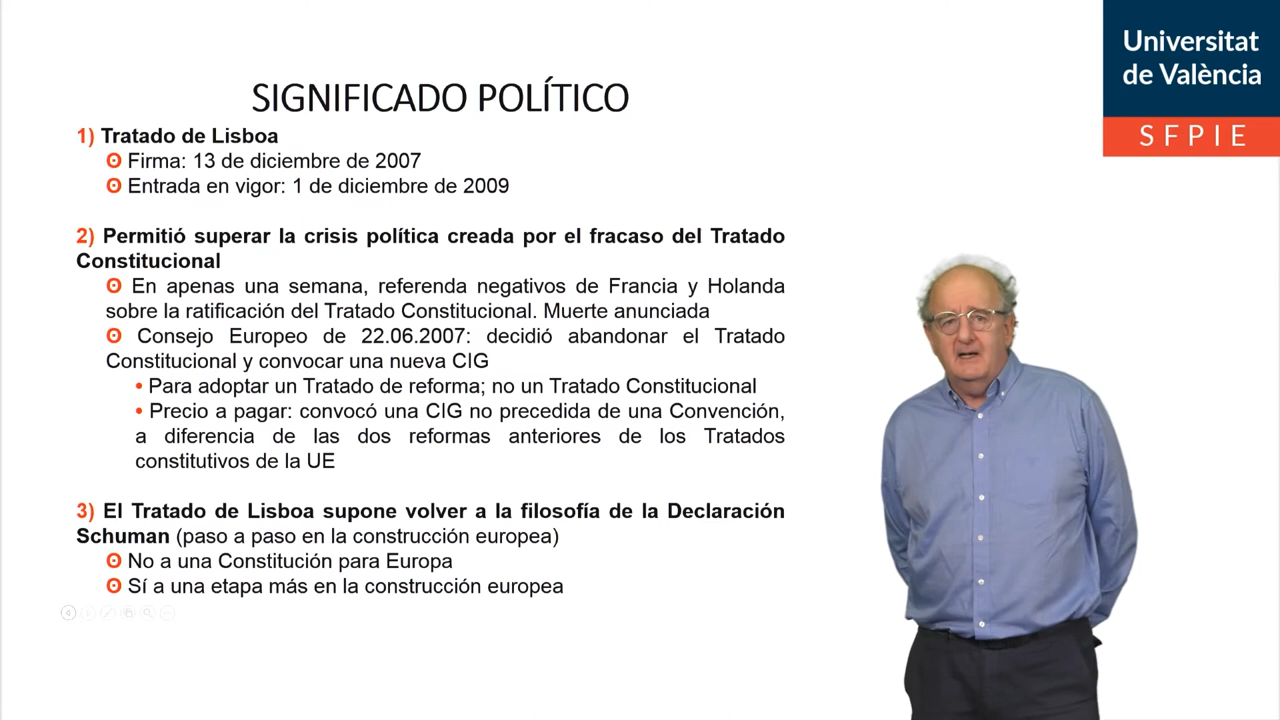 Universitat
de València
SFPIE
SIGNIFICADO POLÍTICO
1) Tratado de Lisboa
ʘ Firma: 13 de diciembre de 2007
ʘ Entrada en vigor: 1 de diciembre de 2009
2) Permitió superar la crisis política creada por el fracaso del Tratado
Constitucional
ʘ En apenas una semana, referenda negativos de Francia y Holanda
sobre la ratificación del Tratado Constitucional. Muerte anunciada
ʘ Consejo Europeo de 22.06.2007: decidió abandonar el Tratado
Constitucional y convocar una nueva CIG
• Para adoptar un Tratado de reforma; no un Tratado Constitucional
• Precio a pagar: convocó una CIG no precedida de una Convención,
a diferencia de las dos reformas anteriores de los Tratados
constitutivos de la UE
3) El Tratado de Lisboa supone volver a la filosofía de la Declaración
Schuman (paso a paso en la construcción europea)
ʘ No a una Constitución para Europa
ʘ Sí a una etapa más en la construcción europea